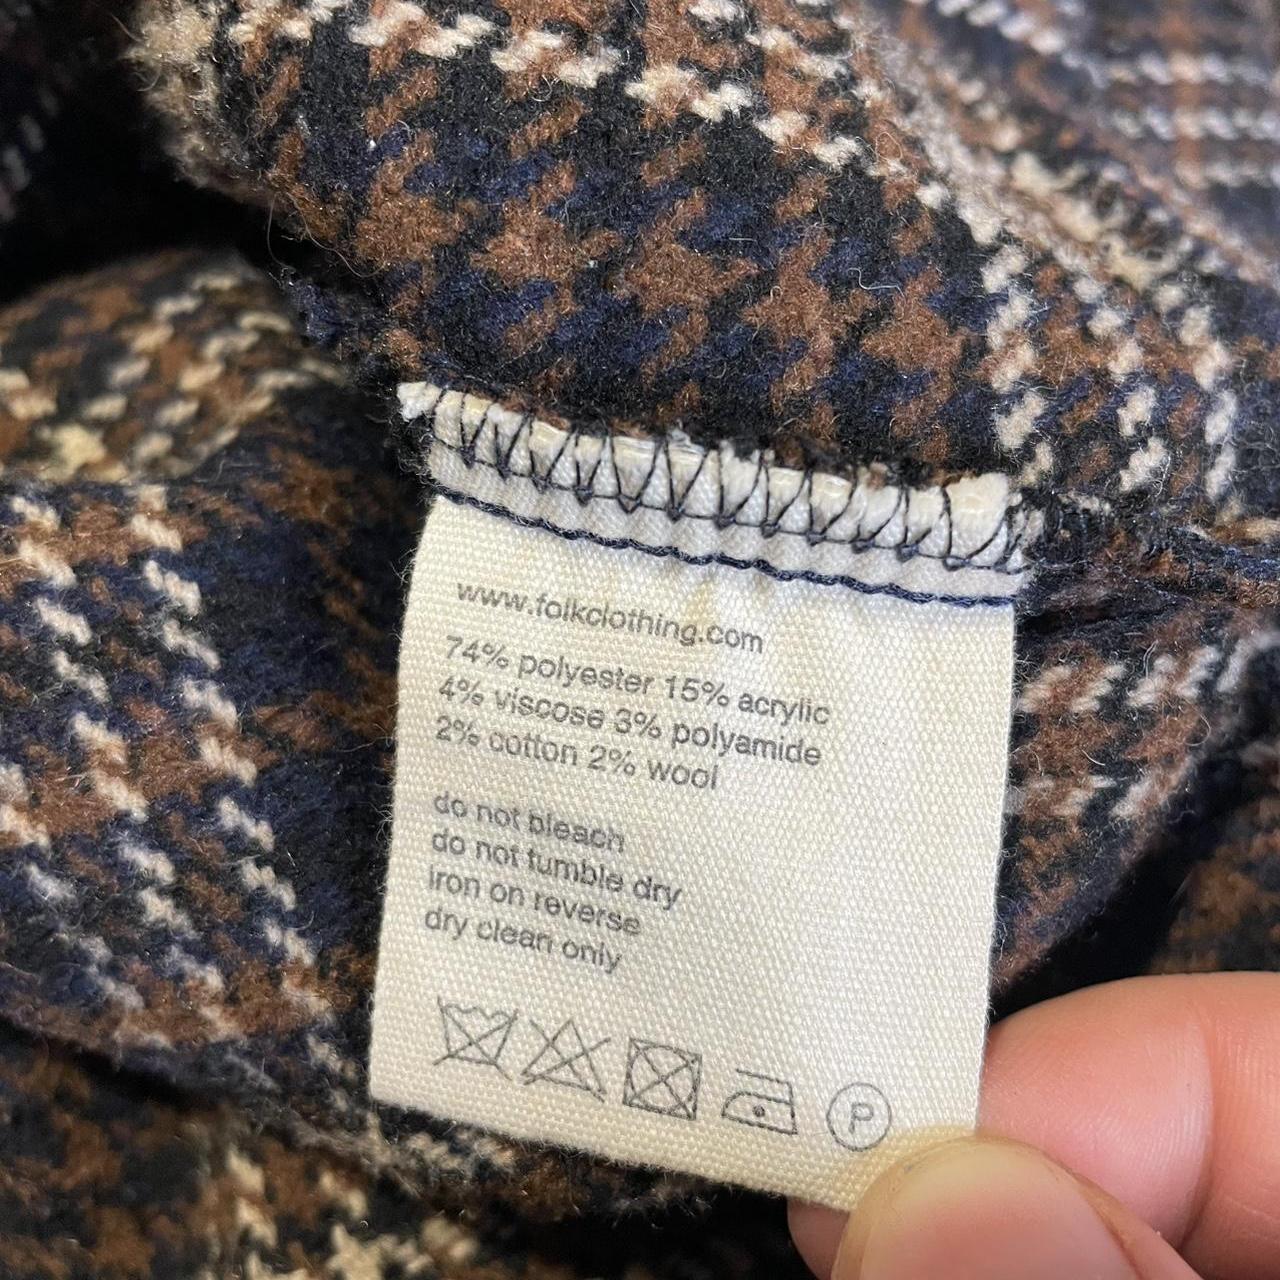 www.folkclothing.com
74% polyester 15% acrylic
4% viscose 3% polyamide
2% cotton 2% wool
do not bleach
do not tumble dry
iron on reverse
dry clean only
P